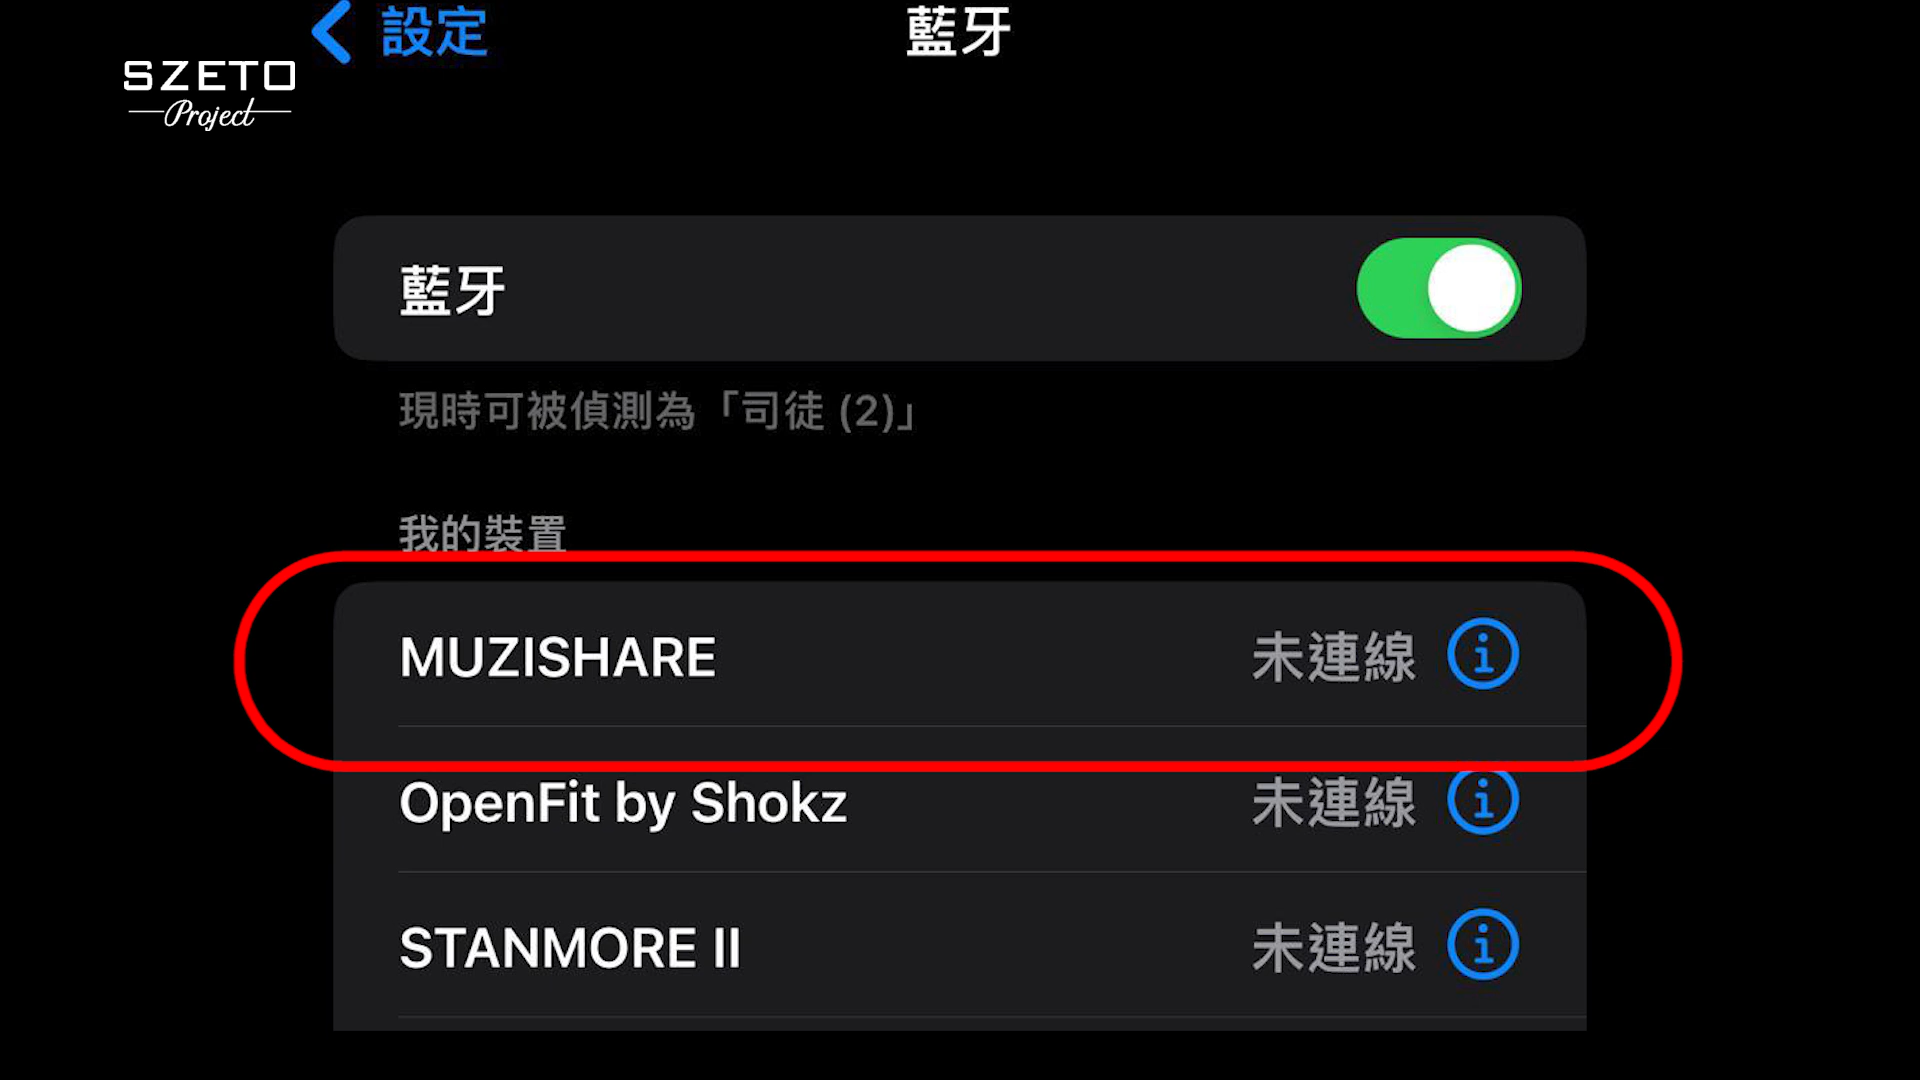 設定
藍牙
SZETO
Project
藍牙
現時可被偵測為「司徒 (2)」
我的裝置
MUZISHARE 未連線
OpenFit by Shokz 未連線
STANMORE II 未連線